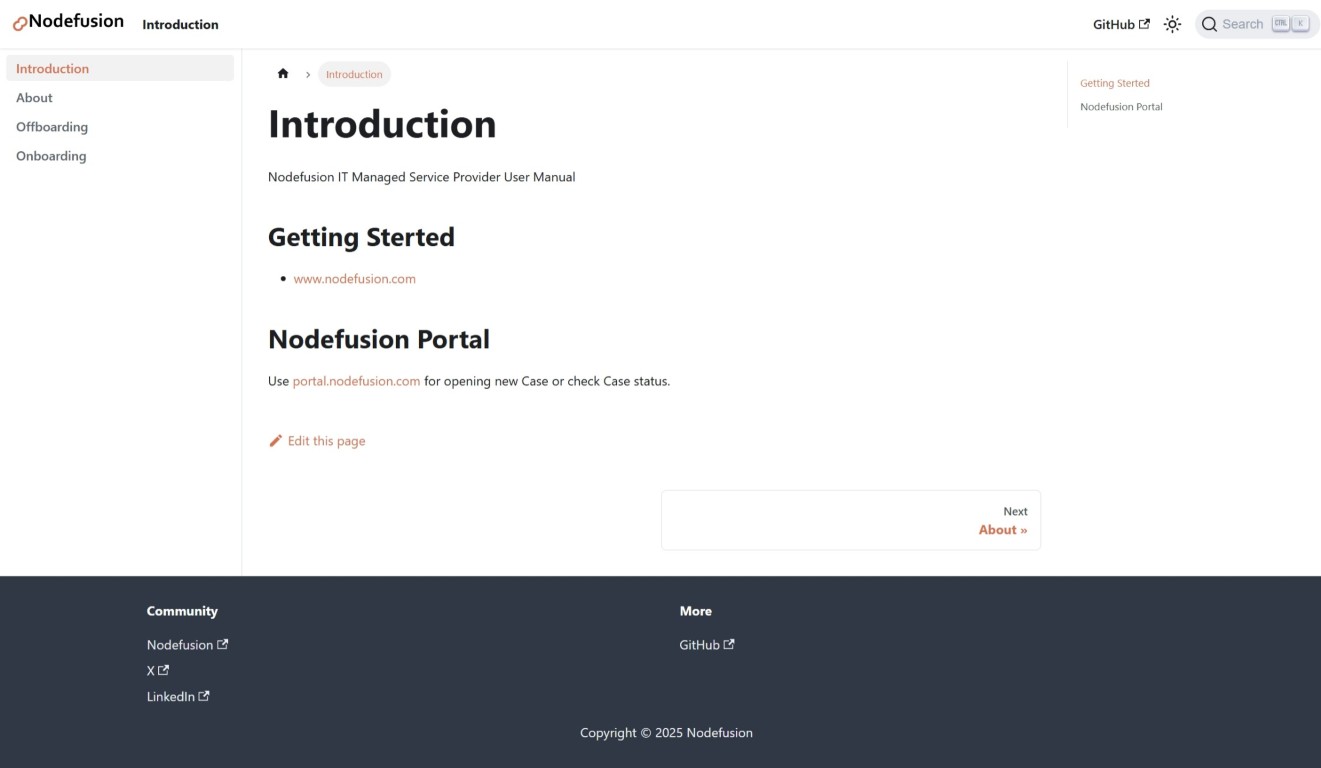 Nodefusion
Introduction
GitHub
Search CTRL K
Introduction
About
Offboarding
Onboarding
Introduction
Introduction
Nodefusion IT Managed Service Provider User Manual
Getting Sterted
www.nodefusion.com
Nodefusion Portal
Use portal.nodefusion.com for opening new Case or check Case status.
Edit this page
Next
About »
Getting Sterted
Nodefusion Portal
Community
Nodefusion
X
LinkedIn
More
GitHub
Copyright © 2025 Nodefusion